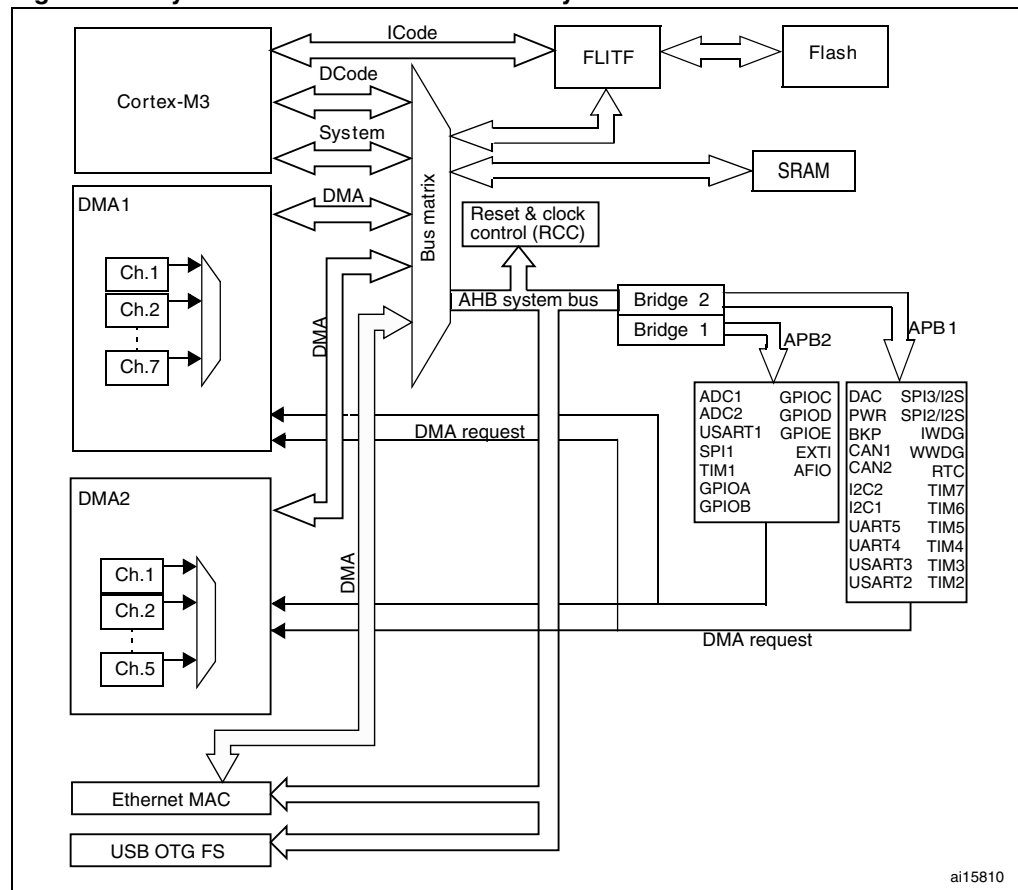 ICode
FLITF
Flash
DCode
Cortex-M3
System
SRAM
Bus matrix
DMA
DMA1
Reset & clock
control (RCC)
Ch.1
Ch.2
Ch.7
AHB system bus
Bridge 2
Bridge 1
APB2
APB1
DMA
DMA request
ADC1 GPIOC
ADC2 GPIOD
USART1 GPIOE
SPI1 EXTI
TIM1 AFIO
GPIOA
GPIOB
DAC SPI3/I2S
PWR SPI2/I2S
BKP IWDG
CAN1 WWDG
CAN2 RTC
I2C2 TIM7
I2C1 TIM6
UART5 TIM5
UART4 TIM4
USART3 TIM3
USART2 TIM2
DMA2
Ch.1
Ch.2
Ch.5
DMA
DMA request
Ethernet MAC
USB OTG FS
ai15810